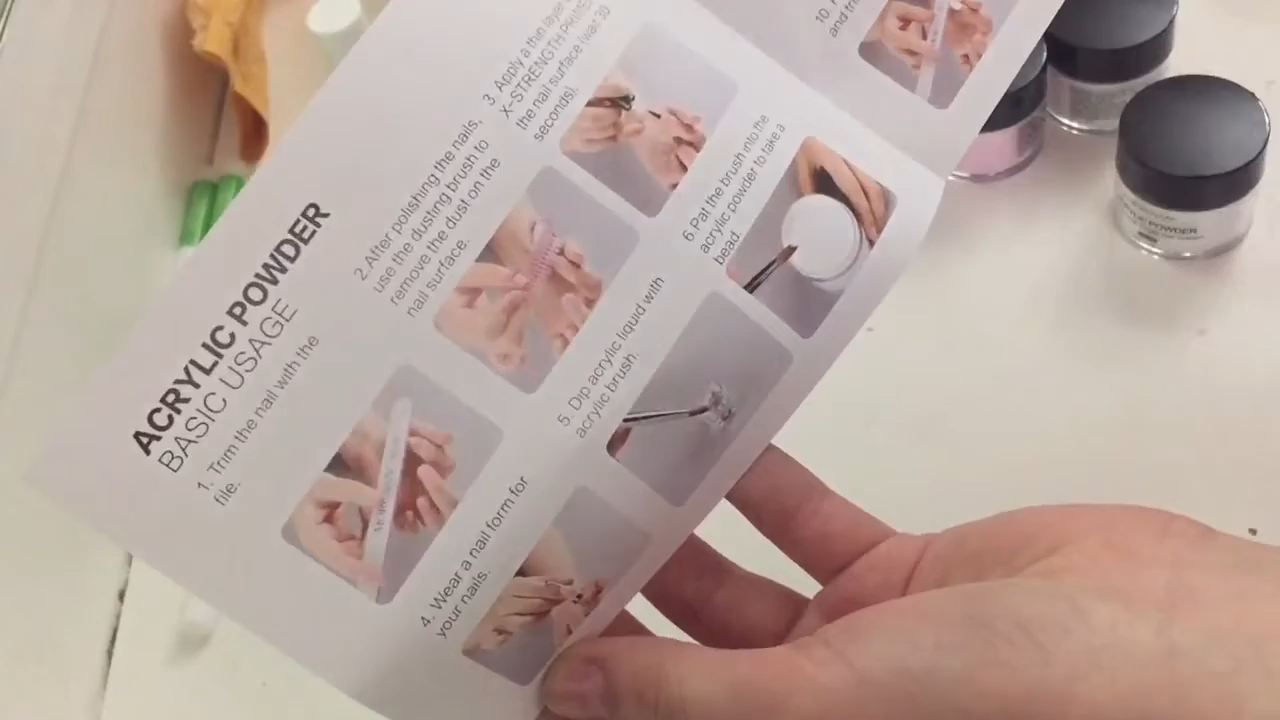 ACRYLIC POWDER
BASIC USAGE
1. Trim the nail with the
file.
2.After polishing the nails,
use the dusting brush to
remove the dust on the
nail surface.
3. Apply a thin layer
X-STRENGTH
the nail surface (wait 30
seconds).
4. Wear a nail form for
your nails.
5. Dip acrylic liquid with
acrylic brush.
6.Pat the brush into the
acrylic powder to take a
bead.
10.
and
POWDER